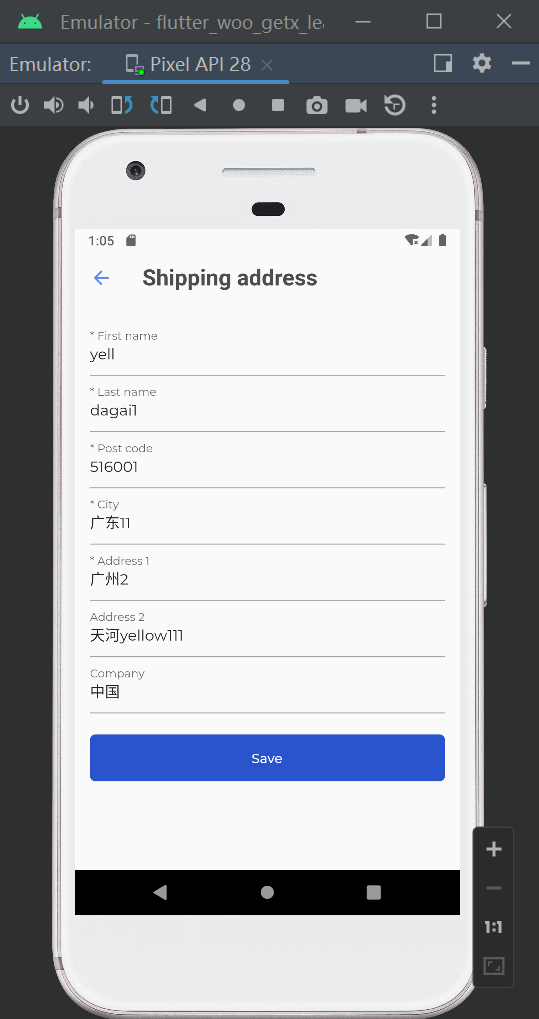 Emulator - flutter_woo_getx_le
Emulator: Pixel API 28
1:05
Shipping address
* First name
yell
* Last name
dagai1
* Post code
516001
* City
广东11
* Address 1
广州2
Address 2
天河yellow111
Company
中国
Save
1:1